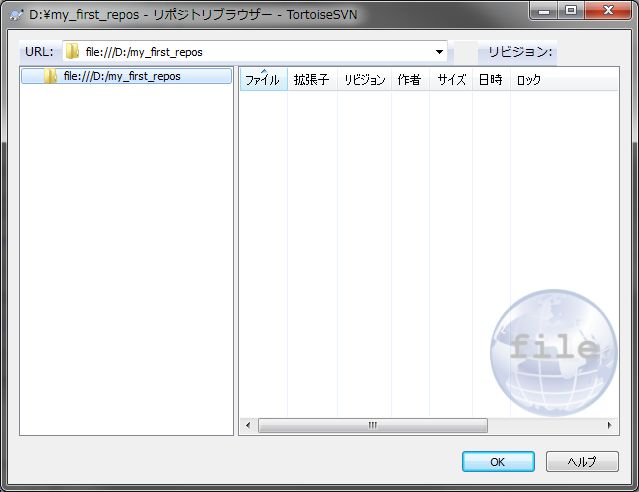 D:¥my_first_repos - リポジトリブラウザー - TortoiseSVN
URL: file:///D:/my_first_repos リビジョン:
file:///D:/my_first_repos
ファイル 拡張子 リビジョン 作者 サイズ 日時 ロック
file
OK ヘルプ